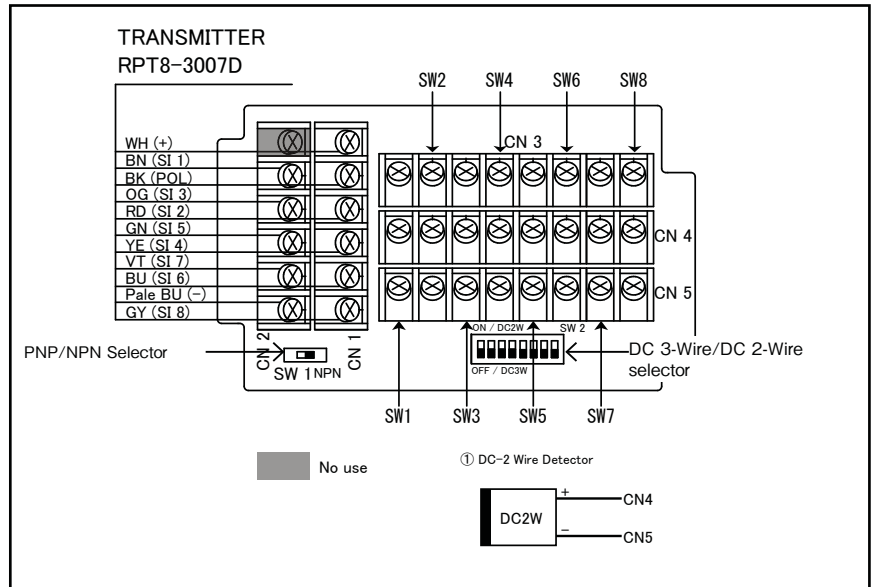 TRANSMITTER
RPT8-3007D
SW2 SW4 SW6 SW8
CN 3
WH (+)
BN (SI 1)
BK (POL)
OG (SI 3)
RD (SI 2)
GN (SI 5)
YE (SI 4)
VT (SI 7)
BU (SI 6)
Pale BU (-)
GY (SI 8)
CN 4
CN 5
CN 2
CN 1
PNP/NPN Selector
SW 1 NPN
ON / DC2W SW 2
OFF / DC3W
DC 3-Wire/DC 2-Wire
selector
SW1 SW3 SW5 SW7
No use
① DC-2 Wire Detector
DC2W
+ CN4
- CN5